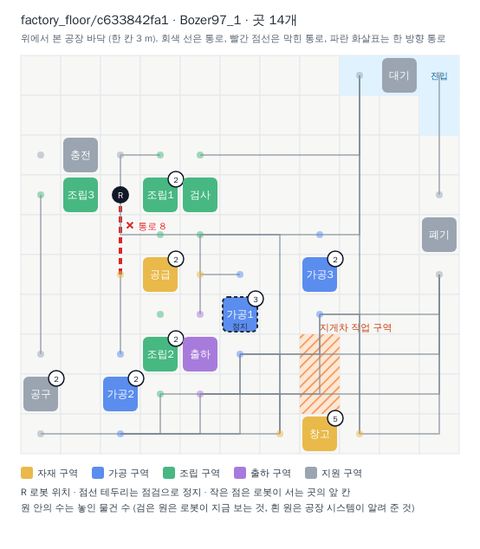 factory_floor/c633842fa1 · Bozer97_1 · 곳 14개
위에서 본 공장 바닥 (한 칸 3 m). 회색 선은 통로, 빨간 점선은 막힌 통로, 파란 화살표는 한 방향 통로
대기
전립
충전
조립3
R
조립1
2
검사
✕ 통로 8
폐기
공급
2
가공3
2
가공1
3
정지
지게차 작업 구역
조립2
2
출하
공구
2
가공2
2
창고
5
자재 구역
가공 구역
조립 구역
출하 구역
지원 구역
R 로봇 위치 · 점선 테두리는 점검으로 정지 · 작은 점은 로봇이 서는 곳의 앞 칸
원 안의 수는 놓인 물건 수 (검은 원은 로봇이 지금 보는 것, 흰 원은 공장 시스템이 알려 준 것)